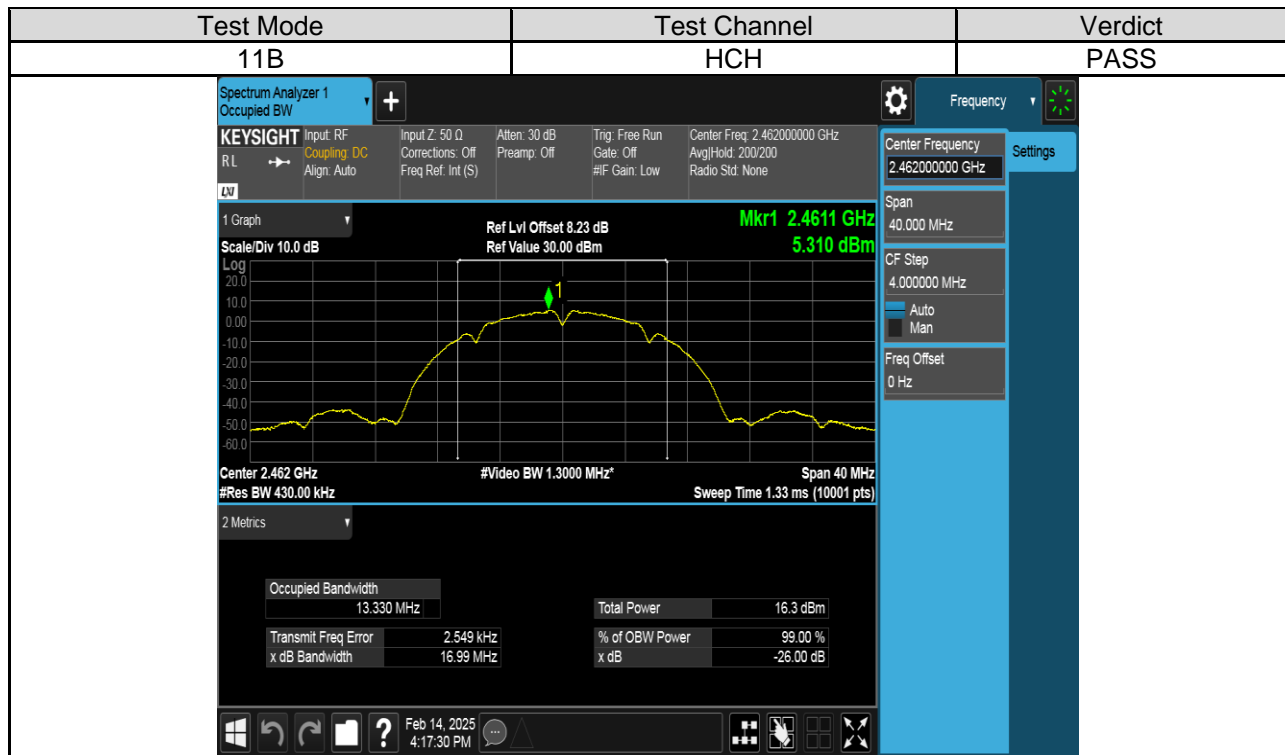 Test Mode Test Channel Verdict
11B HCH PASS
Spectrum Analyzer 1
Occupied BW
+
Frequency
KEYSIGHT
RL
LXI
Input: RF
Coupling: DC
Align: Auto
Input Z: 50 Ω
Corrections: Off
Freq Ref: Int (S)
Atten: 30 dB
Preamp: Off
Trig: Free Run
Gate: Off
#IF Gain: Low
Center Freq: 2.462000000 GHz
Avg|Hold: 200/200
Radio Std: None
Center Frequency
2.462000000 GHz
Settings
Span
40.000 MHz
CF Step
4.000000 MHz
Auto
Man
Freq Offset
0 Hz
1 Graph
Scale/Div 10.0 dB
Ref Lvl Offset 8.23 dB
Ref Value 30.00 dBm
Mkr1 2.4611 GHz
5.310 dBm
Log
20.0
10.0
0.00
-10.0
-20.0
-30.0
-40.0
-50.0
-60.0
1
Center 2.462 GHz
#Res BW 430.00 kHz
#Video BW 1.3000 MHz*
Span 40 MHz
Sweep Time 1.33 ms (10001 pts)
2 Metrics
Occupied Bandwidth
13.330 MHz
Total Power 16.3 dBm
Transmit Freq Error 2.549 kHz
% of OBW Power 99.00 %
x dB Bandwidth 16.99 MHz
x dB -26.00 dB
?
Feb 14, 2025
4:17:30 PM